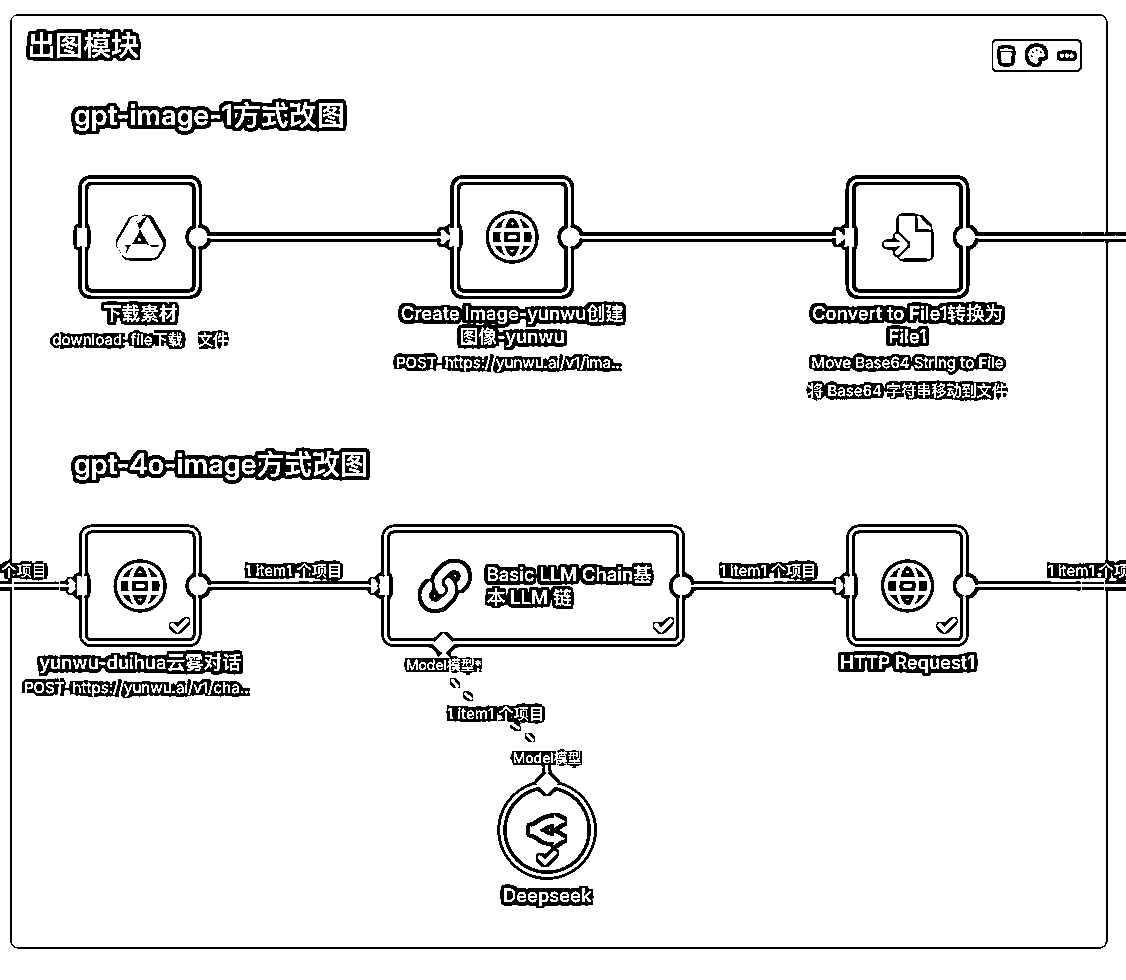 出图模块
gpt-image-1方式改图
下载素材
download-file下载 文件
Create Image-yunwu创建
图像-yunwu
POST https://yunwu.ai/v1/ima...
Convert to File1转换为
File1
Move Base64 String to File
将 Base64 字符串移动到文件
gpt-4o-image方式改图
个项目
1 item1 个项目
1 item1 个项目
1 item1 个项
Basic LLM Chain基
本 LLM 链
yunwu-duihua云雾对话
POST https://yunwu.ai/v1/cha...
HTTP Request1
Model模型*
1 item1 个项目
Model模型
Deepseek